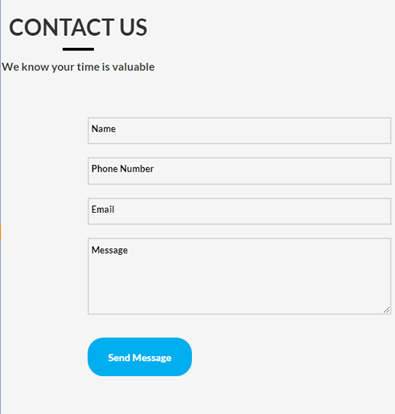 CONTACT US
We know your time is valuable
Name
Phone Number
Email
Message
Send Message